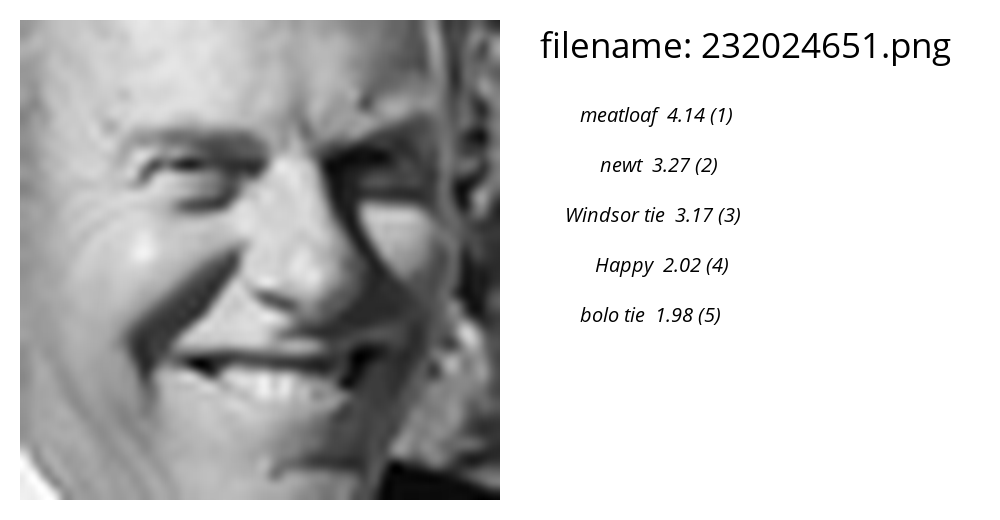 filename: 232024651.png
meatloaf 4.14 (1)
newt 3.27 (2)
Windsor tie 3.17 (3)
Happy 2.02 (4)
bolo tie 1.98 (5)